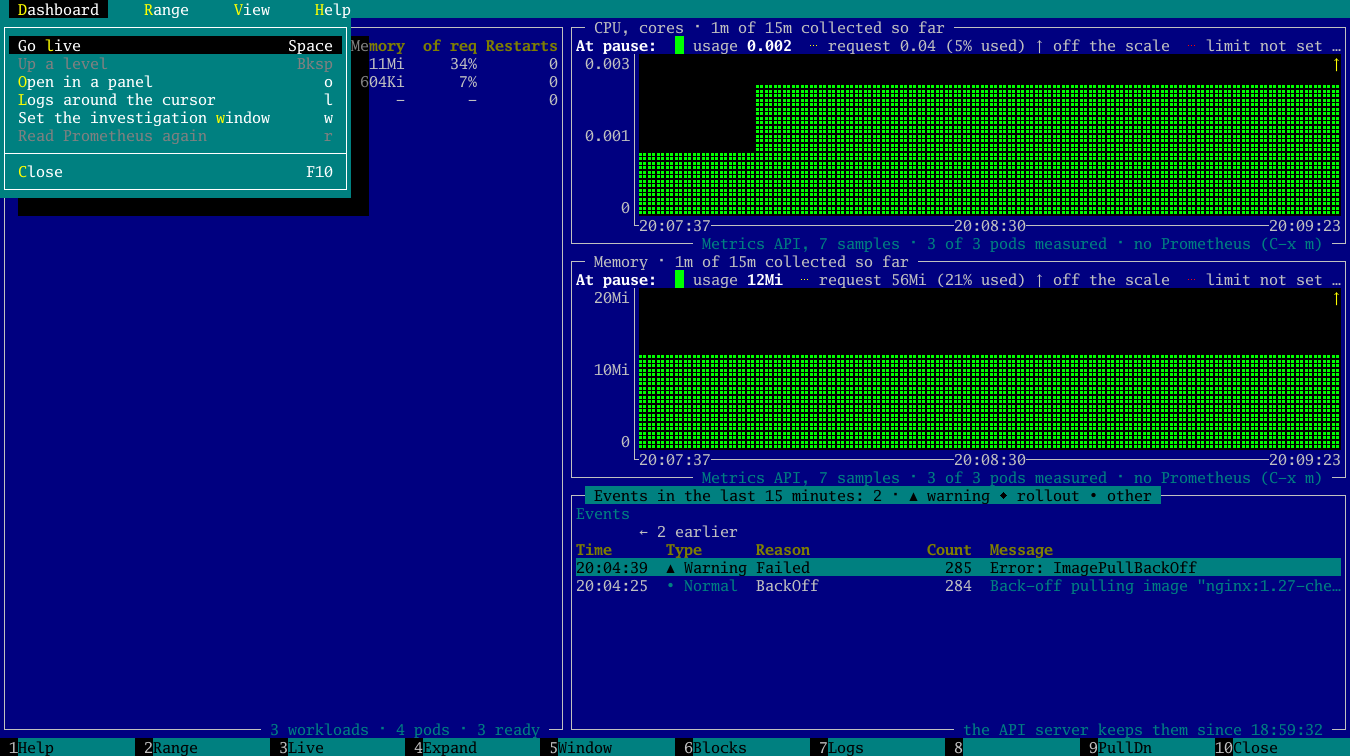 Dashboard Range View Help
Go live Space
Up a level Bksp
Open in a panel o
Logs around the cursor l
Set the investigation window w
Read Prometheus again r
Close F10
Memory of req Restarts
11Mi 34% 0
604Ki 7% 0
– – 0
3 workloads · 4 pods · 3 ready
CPU, cores · 1m of 15m collected so far
At pause: usage 0.002 ┄ request 0.04 (5% used) ↑ off the scale ┄ limit not set …
0.003 ↑
0.001
0
20:07:37 20:08:30 20:09:23
Metrics API, 7 samples · 3 of 3 pods measured · no Prometheus (C-x m)
Memory · 1m of 15m collected so far
At pause: usage 12Mi ┄ request 56Mi (21% used) ↑ off the scale ┄ limit not set …
20Mi ↑
10Mi
0
20:07:37 20:08:30 20:09:23
Metrics API, 7 samples · 3 of 3 pods measured · no Prometheus (C-x m)
Events in the last 15 minutes: 2 · ▲ warning ◆ rollout • other
Events
← 2 earlier
Time Type Reason Count Message
20:04:39 ▲ Warning Failed 285 Error: ImagePullBackOff
20:04:25 • Normal BackOff 284 Back-off pulling image "nginx:1.27-che…
the API server keeps them since 18:59:32
1Help 2Range 3Live 4Expand 5Window 6Blocks 7Logs 8 9PullDn 10Close